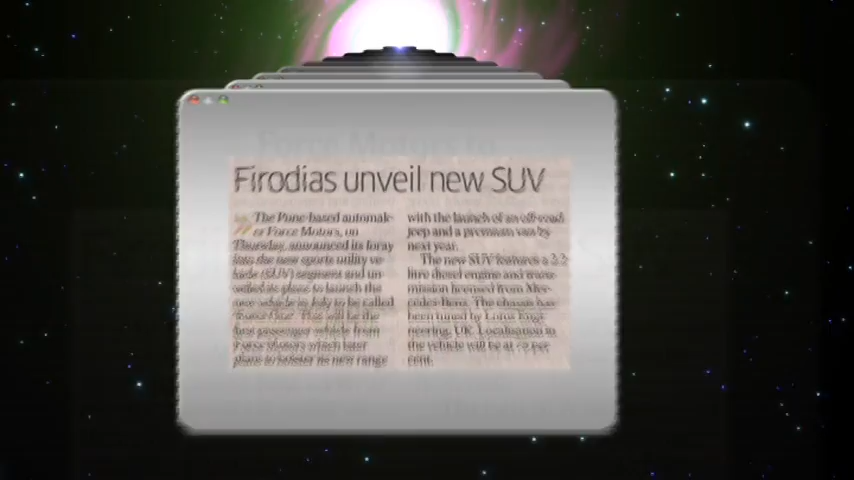 Force Motors to
Firodias unveil new SUV
The Pune-based automak-
er Force Motors, on
Thursday, announced its foray
into the new sports utility ve-
hicle (SUV) segment and un-
veiled its plans to launch the
vehicle in July to be called
This will be the
first passenger vehicle from
Force Motors which later
plans to bolster its new range
with the launch of an off-road
jeep and a premium van by
next year.
The new SUV features a 2.2
litre diesel engine and trans-
mission licensed from Mer-
cedes-Benz. The chassis has
been tuned by Lotus Engi-
neering, UK. Localisation in
the vehicle will be at per
cent.